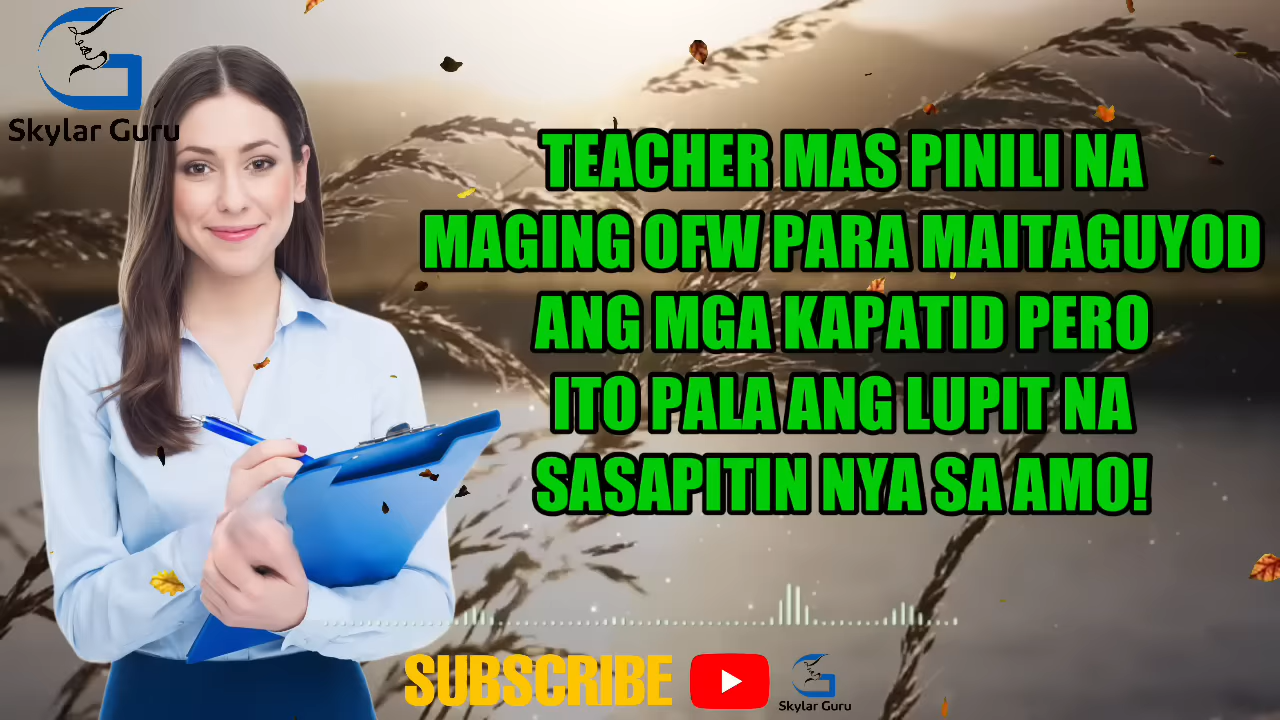 Skylar Guru
TEACHER MAS PINILI NA
MAGING OFW PARA MAITAGUYOD
ANG MGA KAPATID PERO
ITO PALA ANG LUPIT NA
SASAPITIN NYA SA AMO!
SUBSCRIBE
Skylar Guru